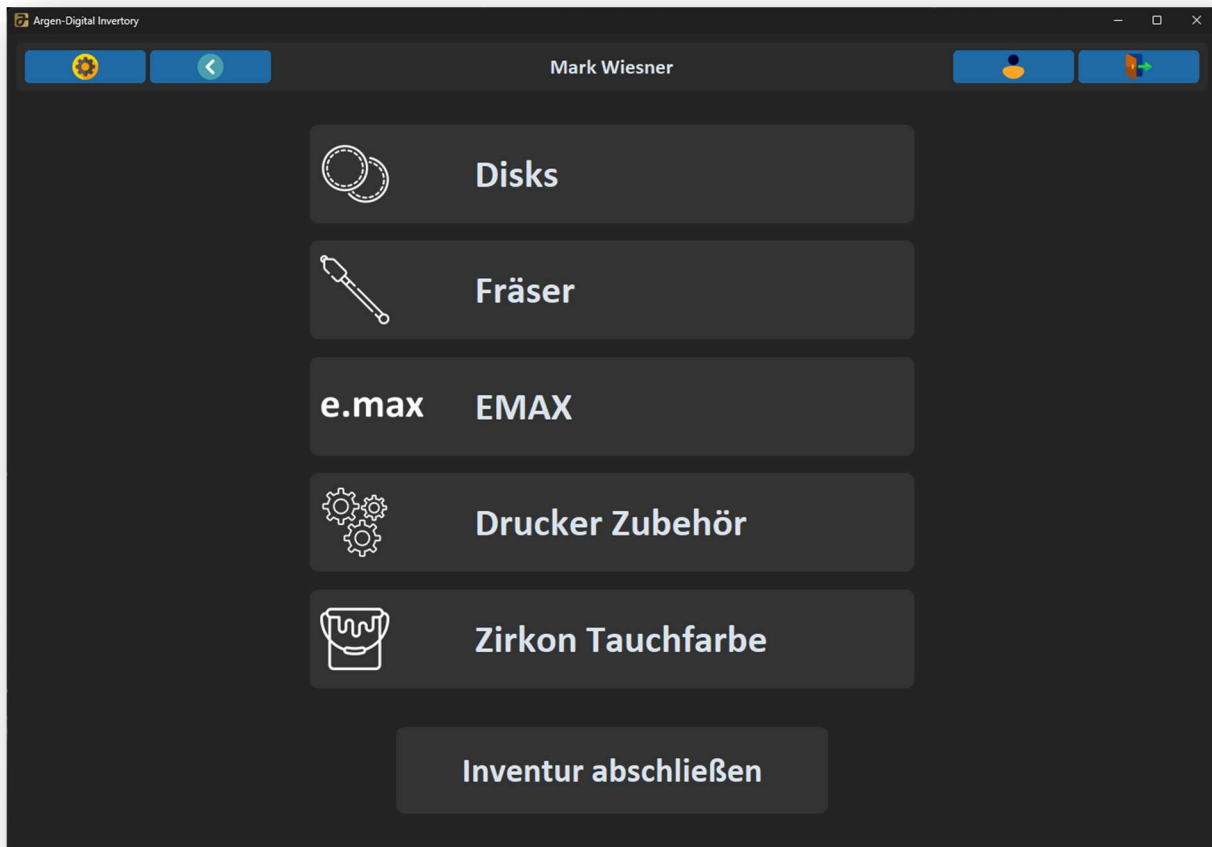 Argen-Digital Invertory
Mark Wiesner
Disks
Fräser
e.max EMAX
Drucker Zubehör
Zirkon Tauchfarbe
Inventur abschließen